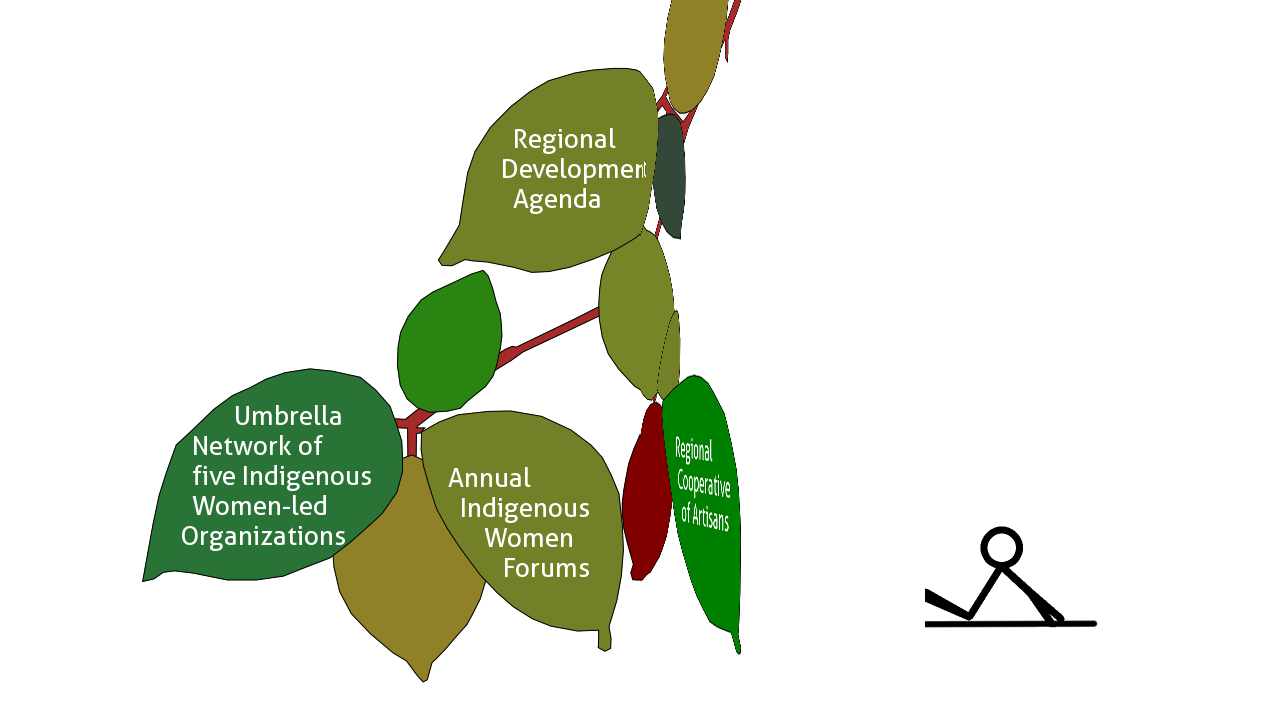 Regional
Development
Agenda
Umbrella
Network of
five Indigenous
Women-led
Organizations
Annual
Indigenous
Women
Forums
Regional
Cooperative
of Artisans